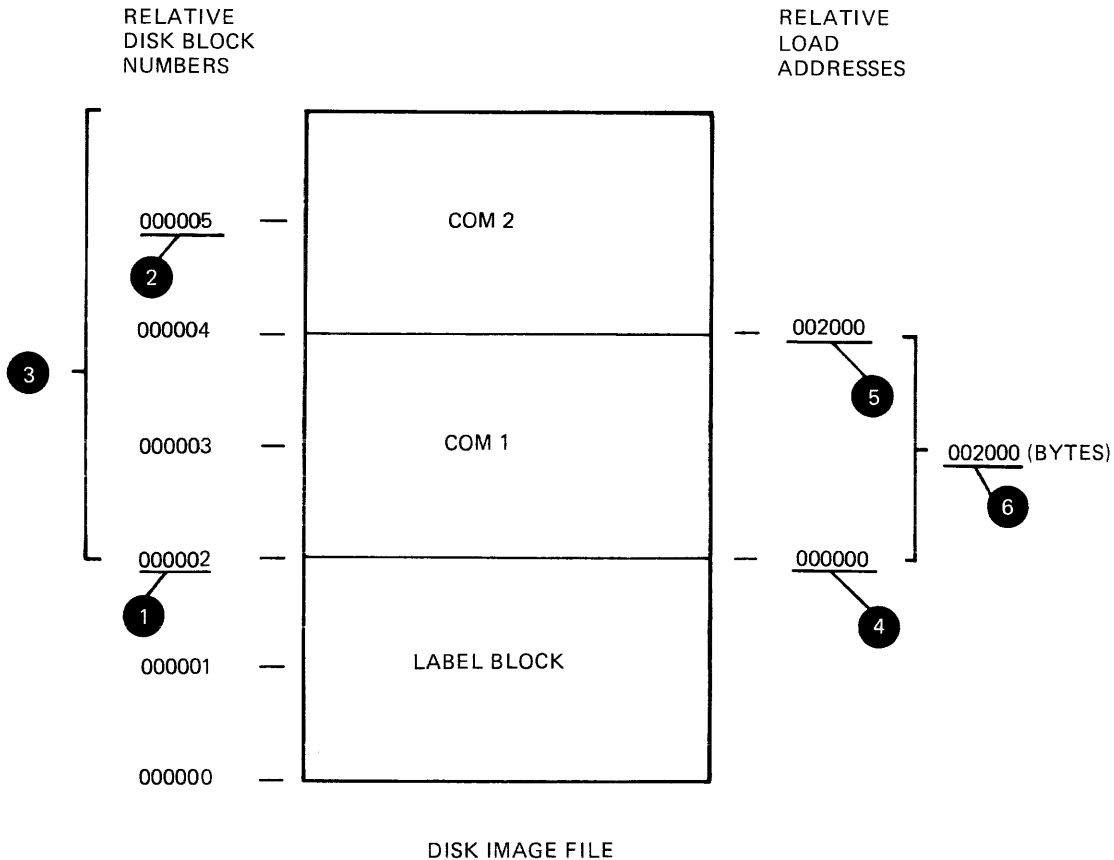 RELATIVE
DISK BLOCK
NUMBERS
RELATIVE
LOAD
ADDRESSES
000005
COM 2
2
000004
002000
3
5
000003
COM 1
002000 (BYTES)
6
000002
000000
1
4
000001
LABEL BLOCK
000000
DISK IMAGE FILE